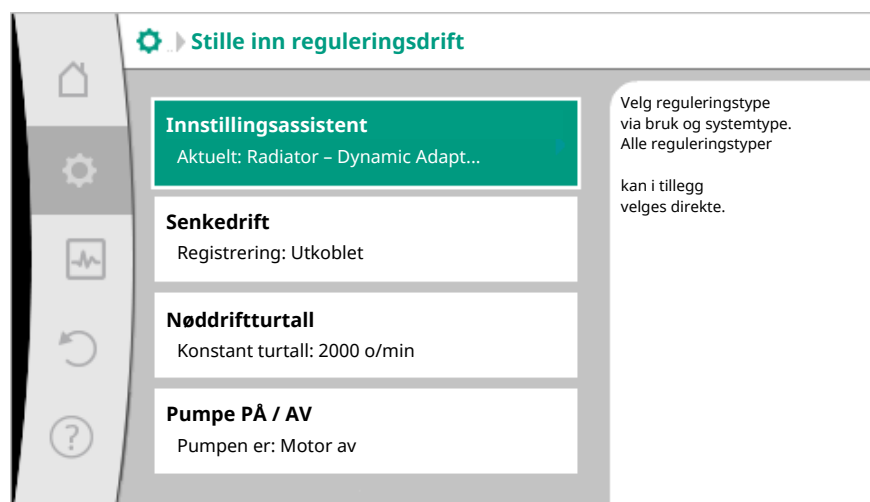 Stille inn reguleringsdrift
Innstillingsassistent
Aktuelt: Radiator – Dynamic Adapt...
Senkedrift
Registrering: Utkoblet
Nøddriftturtall
Konstant turtall: 2000 o/min
Pumpe PÅ / AV
Pumpen er: Motor av
Velg reguleringstype
via bruk og systemtype.
Alle reguleringstyper
kan i tillegg
velges direkte.
?